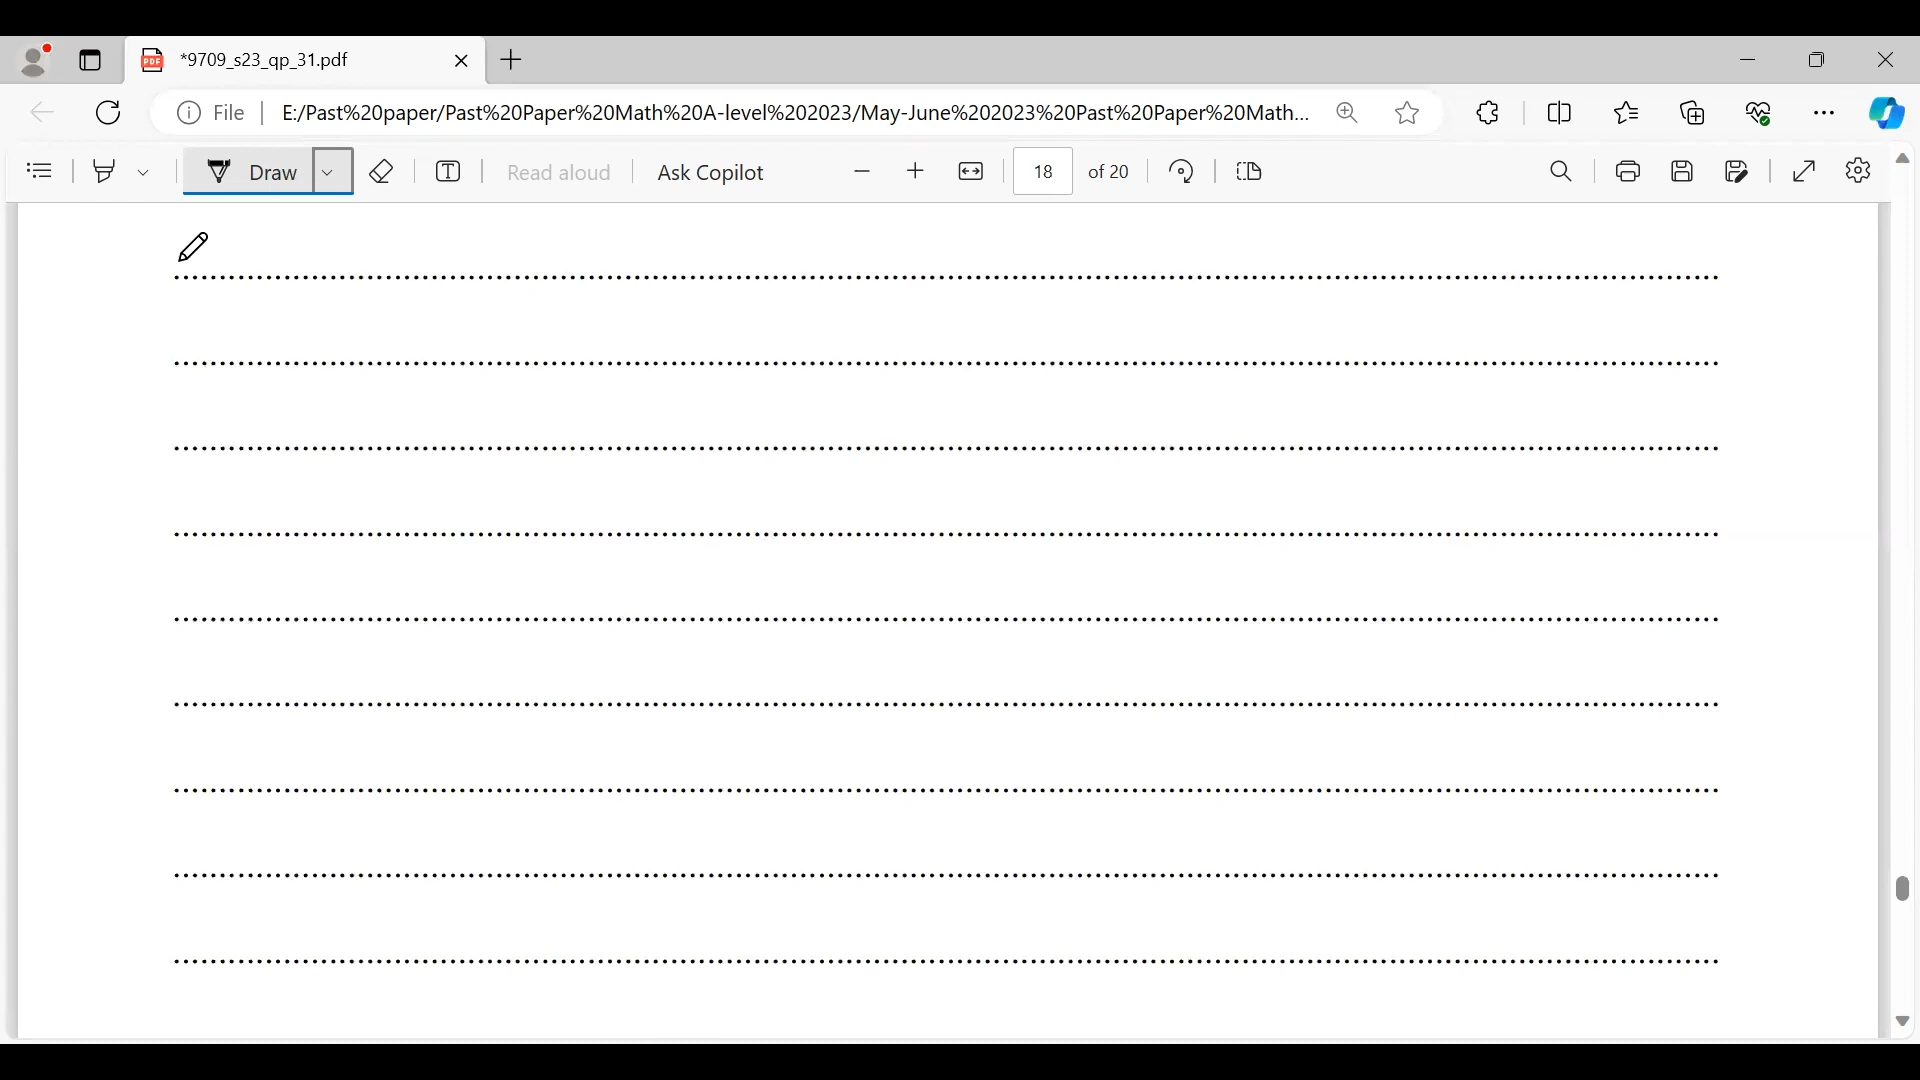 *9709_s23_qp_31.pdf
File
E:/Past%20paper/Past%20Paper%20Math%20A-level%202023/May-June%202023%20Past%20Paper%20Math...
Draw
Read aloud
Ask Copilot
18
of 20